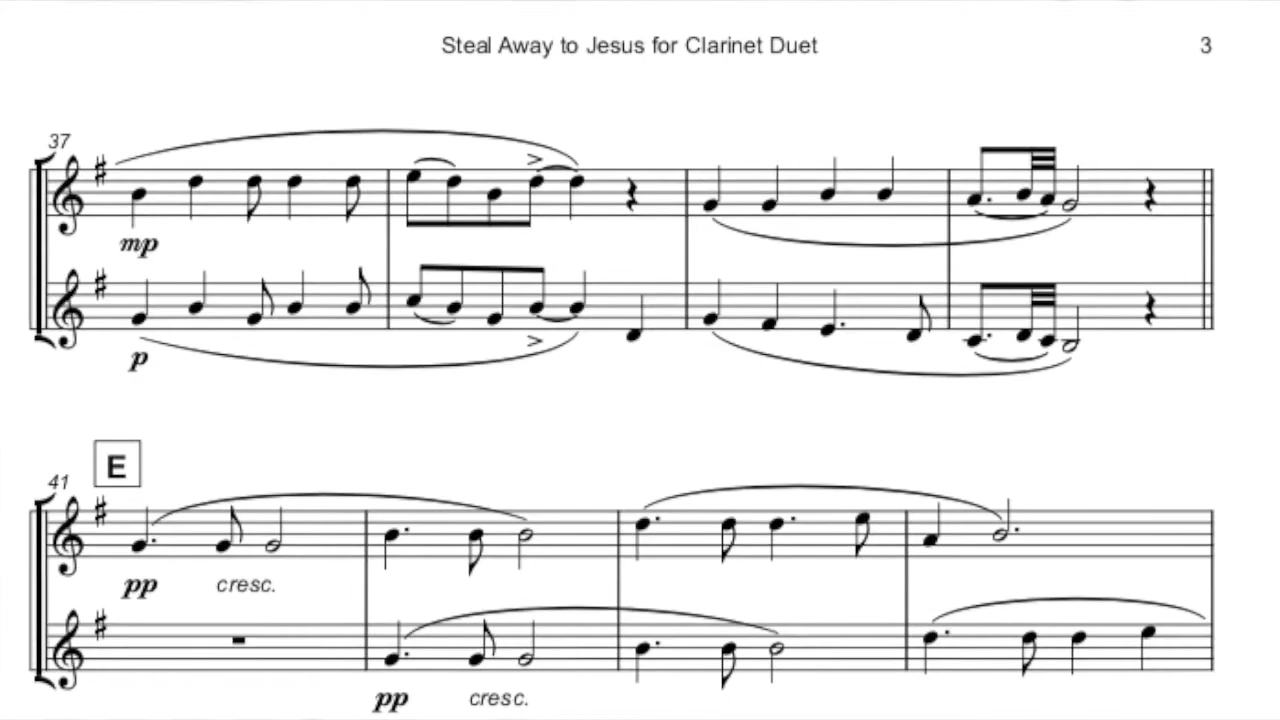 Steal Away to Jesus for Clarinet Duet 3
37
mp
p
E
41
pp cresc.
pp cresc.